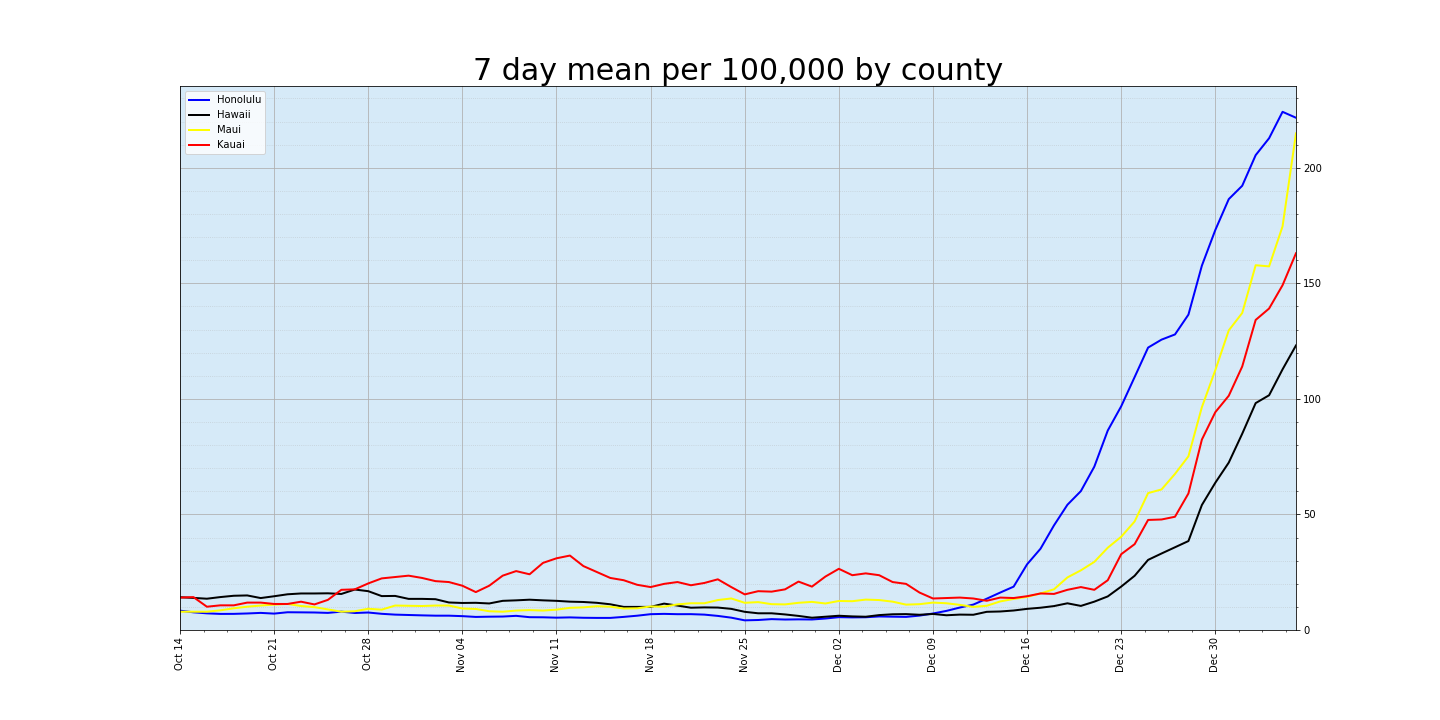 7 day mean per 100,000 by county
Honolulu
Hawaii
Maui
Kauai
200
150
100
50
0
Oct 14
Oct 21
Oct 28
Nov 04
Nov 11
Nov 18
Nov 25
Dec 02
Dec 09
Dec 16
Dec 23
Dec 30